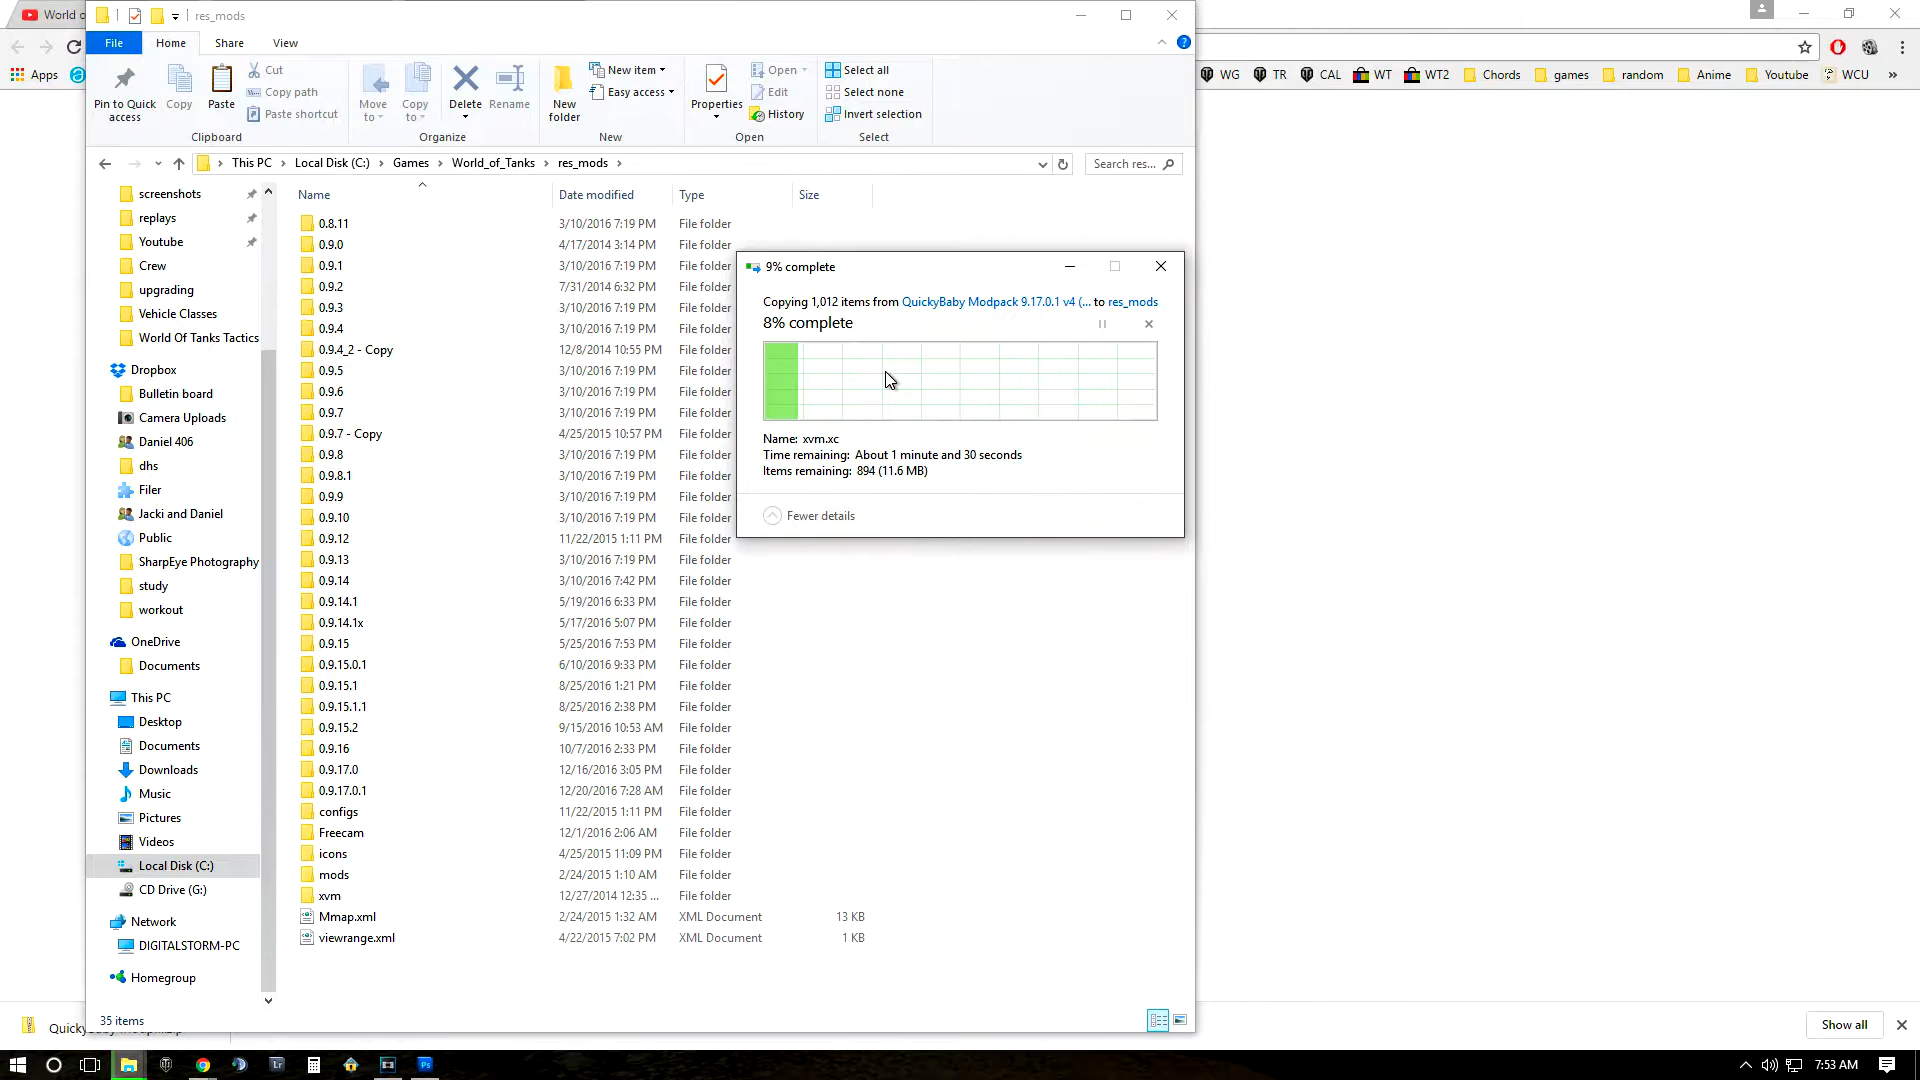 World o
res_mods
File
Home
Share
View
Apps
Pin to Quick access
Copy
Paste
Cut
Copy path
Paste shortcut
Clipboard
Move to
Copy to
Delete
Rename
Organize
New folder
New item
Easy access
New
Properties
Open
Edit
History
Open
Select all
Select none
Invert selection
Select
WG
TR
CAL
WT
WT2
Chords
games
random
Anime
Youtube
WCU
»
This PC
Local Disk (C:)
Games
World_of_Tanks
res_mods
Search res...
screenshots
replays
Youtube
Crew
upgrading
Vehicle Classes
World Of Tanks Tactics
Dropbox
Bulletin board
Camera Uploads
Daniel 406
dhs
Filer
Jacki and Daniel
Public
SharpEye Photography
study
workout
OneDrive
Documents
This PC
Desktop
Documents
Downloads
Music
Pictures
Videos
Local Disk (C:)
CD Drive (G:)
Network
DIGITALSTORM-PC
Homegroup
Name Date modified Type Size
0.8.11 3/10/2016 7:19 PM File folder
0.9.0 4/17/2014 3:14 PM File folder
0.9.1 3/10/2016 7:19 PM File folder
0.9.2 7/31/2014 6:32 PM File folder
0.9.3 3/10/2016 7:19 PM File folder
0.9.4 3/10/2016 7:19 PM File folder
0.9.4_2 - Copy 12/8/2014 10:55 PM File folder
0.9.5 3/10/2016 7:19 PM File folder
0.9.6 3/10/2016 7:19 PM File folder
0.9.7 3/10/2016 7:19 PM File folder
0.9.7 - Copy 4/25/2015 10:57 PM File folder
0.9.8 3/10/2016 7:19 PM File folder
0.9.8.1 3/10/2016 7:19 PM File folder
0.9.9 3/10/2016 7:19 PM File folder
0.9.10 3/10/2016 7:19 PM File folder
0.9.12 11/22/2015 1:11 PM File folder
0.9.13 3/10/2016 7:19 PM File folder
0.9.14 3/10/2016 7:42 PM File folder
0.9.14.1 5/19/2016 6:33 PM File folder
0.9.14.1x 5/17/2016 5:07 PM File folder
0.9.15 5/25/2016 7:53 PM File folder
0.9.15.0.1 6/10/2016 9:33 PM File folder
0.9.15.1 8/25/2016 1:21 PM File folder
0.9.15.1.1 8/25/2016 2:38 PM File folder
0.9.15.2 9/15/2016 10:53 AM File folder
0.9.16 10/7/2016 2:33 PM File folder
0.9.17.0 12/16/2016 3:05 PM File folder
0.9.17.0.1 12/20/2016 7:28 AM File folder
configs 11/22/2015 1:11 PM File folder
Freecam 12/1/2016 2:06 AM File folder
icons 4/25/2015 11:09 PM File folder
mods 2/24/2015 1:10 AM File folder
xvm 12/27/2014 12:35 ... File folder
Mmap.xml 2/24/2015 1:32 AM XML Document 13 KB
viewrange.xml 4/22/2015 7:02 PM XML Document 1 KB
9% complete
Copying 1,012 items from QuickyBaby Modpack 9.17.0.1 v4 (... to res_mods
8% complete
Name: xvm.xc
Time remaining: About 1 minute and 30 seconds
Items remaining: 894 (11.6 MB)
Fewer details
35 items
Show all
Lr
Ps
7:53 AM